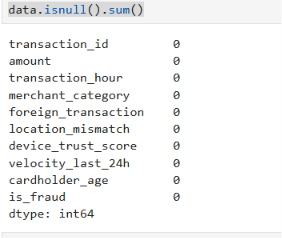 data.isnull().sum()
transaction_id 0
amount 0
transaction_hour 0
merchant_category 0
foreign_transaction 0
location_mismatch 0
device_trust_score 0
velocity_last_24h 0
cardholder_age 0
is_fraud 0
dtype: int64